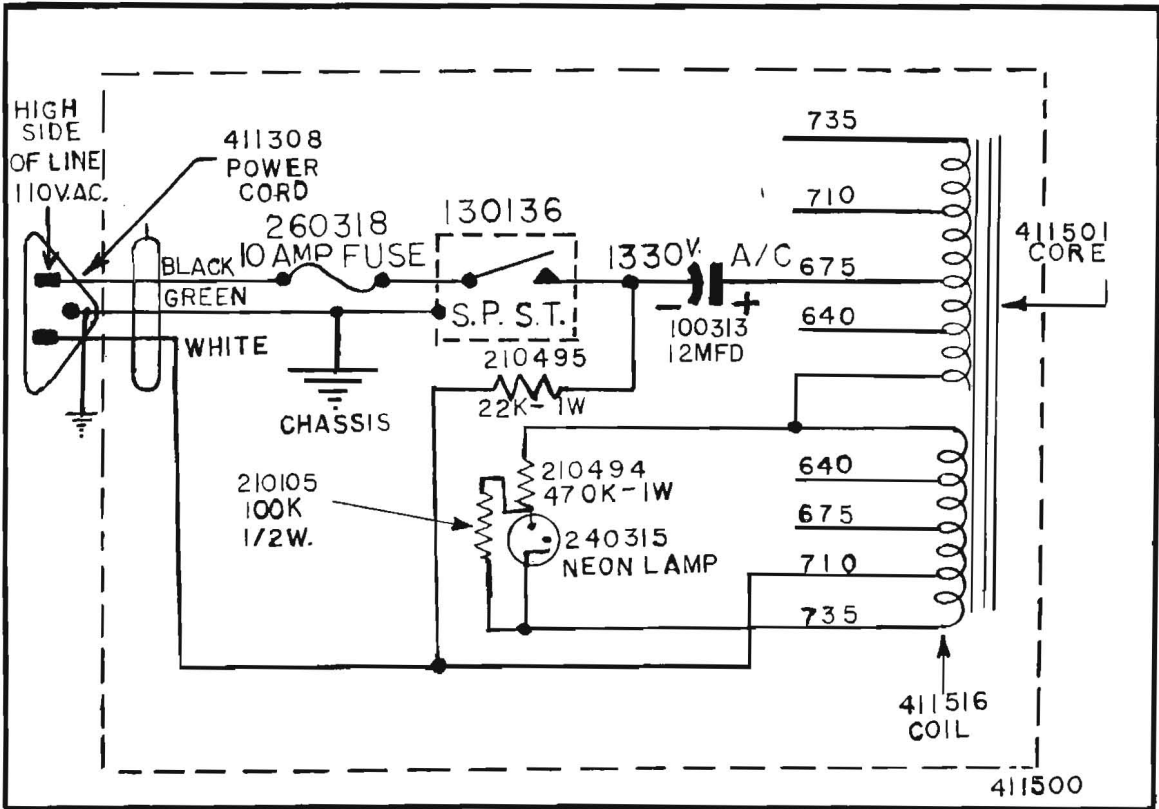 HIGH
SIDE
OF LINE
110V.AC.
411308
POWER
CORD
260318
10 AMP FUSE
BLACK
GREEN
WHITE
130136
S.P.S.T.
CHASSIS
1330V. A/C
- +
100313
12MFD
210495
22K-1W
210105
100K
1/2W.
210494
470K-1W
240315
NEON LAMP
735
710
675
640
640
675
710
735
411501
CORE
411516
COIL
411500